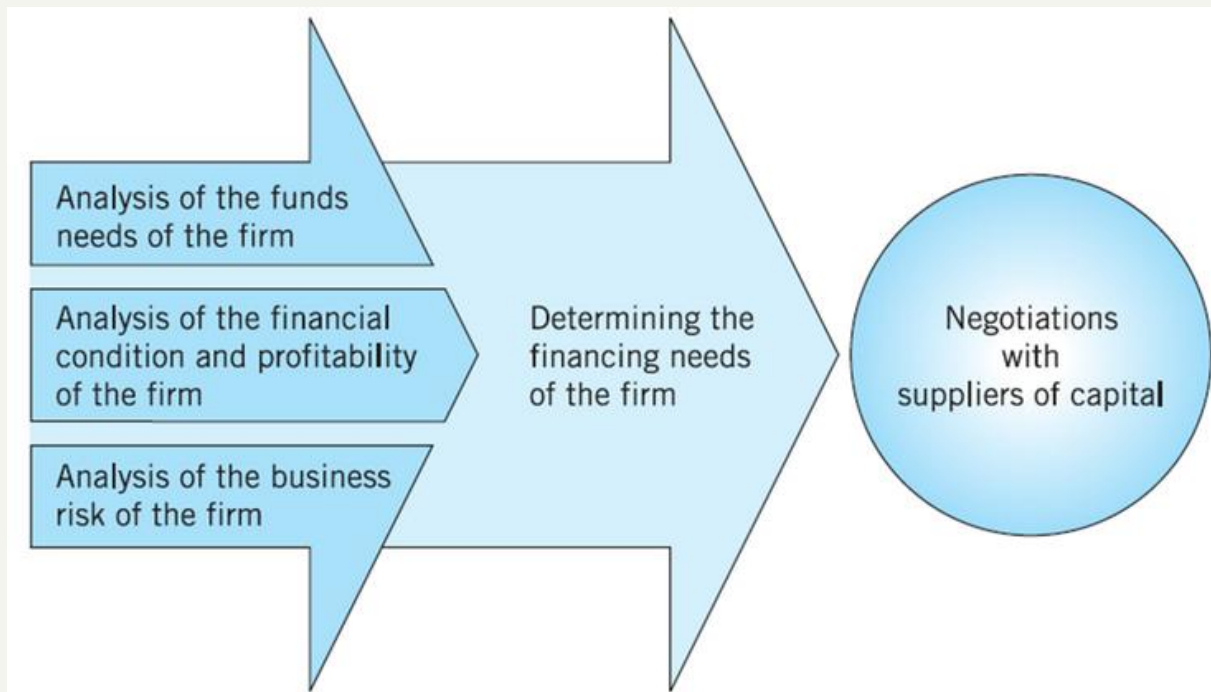 Analysis of the funds
needs of the firm
Analysis of the financial
condition and profitability
of the firm
Analysis of the business
risk of the firm
Determining the
financing needs
of the firm
Negotiations
with
suppliers of capital